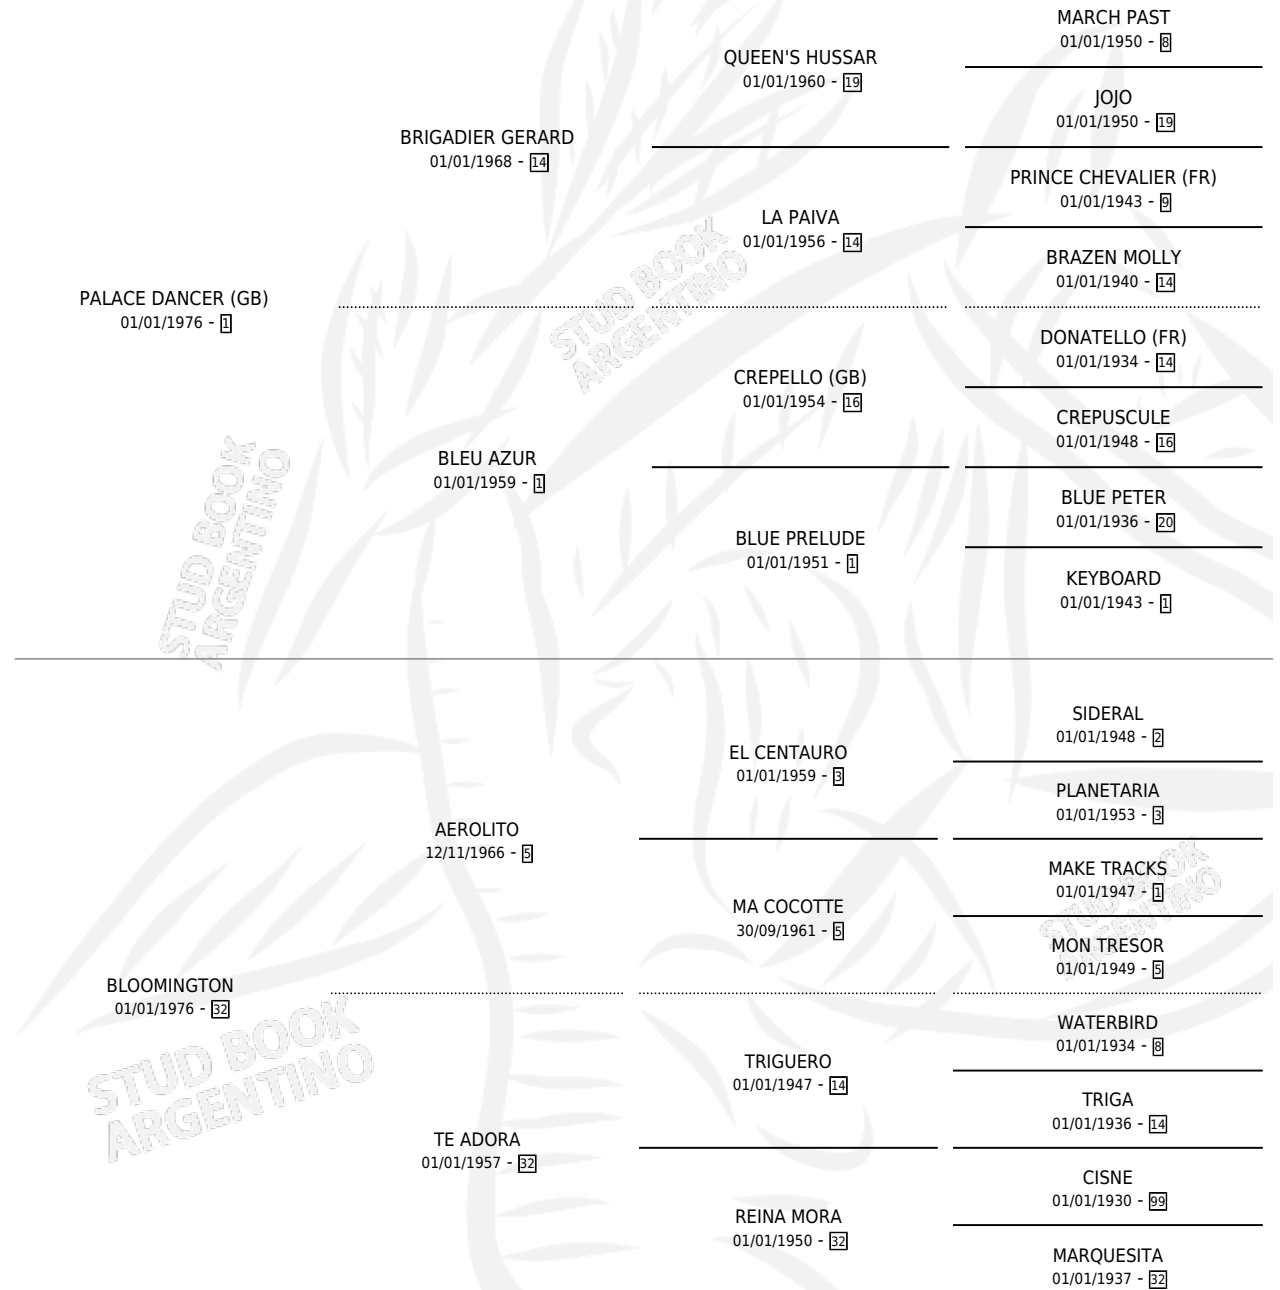 MARCH PAST
01/01/1950 - 8
QUEEN'S HUSSAR
01/01/1960 - 19
JOJO
01/01/1950 - 19
BRIGADIER GERARD
01/01/1968 - 14
PRINCE CHEVALIER (FR)
01/01/1943 - 9
LA PAIVA
01/01/1956 - 14
BRAZEN MOLLY
01/01/1940 - 14
PALACE DANCER (GB)
01/01/1976 - 1
DONATELLO (FR)
01/01/1934 - 14
CREPELLO (GB)
01/01/1954 - 16
CREPUSCULE
01/01/1948 - 16
BLEU AZUR
01/01/1959 - 1
BLUE PETER
01/01/1936 - 20
BLUE PRELUDE
01/01/1951 - 1
KEYBOARD
01/01/1943 - 1
STUD BOOK
ARGENTINO
STUD BOOK
ARGENTINO
SIDERAL
01/01/1948 - 2
EL CENTAURO
01/01/1959 - 3
PLANETARIA
01/01/1953 - 3
AEROLITO
12/11/1966 - 5
MAKE TRACKS
01/01/1947 - 1
MA COCOTTE
30/09/1961 - 5
MON TRESOR
01/01/1949 - 5
BLOOMINGTON
01/01/1976 - 32
WATERBIRD
01/01/1934 - 8
TRIGUERO
01/01/1947 - 14
TRIGA
01/01/1936 - 14
TE ADORA
01/01/1957 - 32
CISNE
01/01/1930 - 99
REINA MORA
01/01/1950 - 32
MARQUESITA
01/01/1937 - 32
STUD BOOK
ARGENTINO
STUD BOOK
ARGENTINO